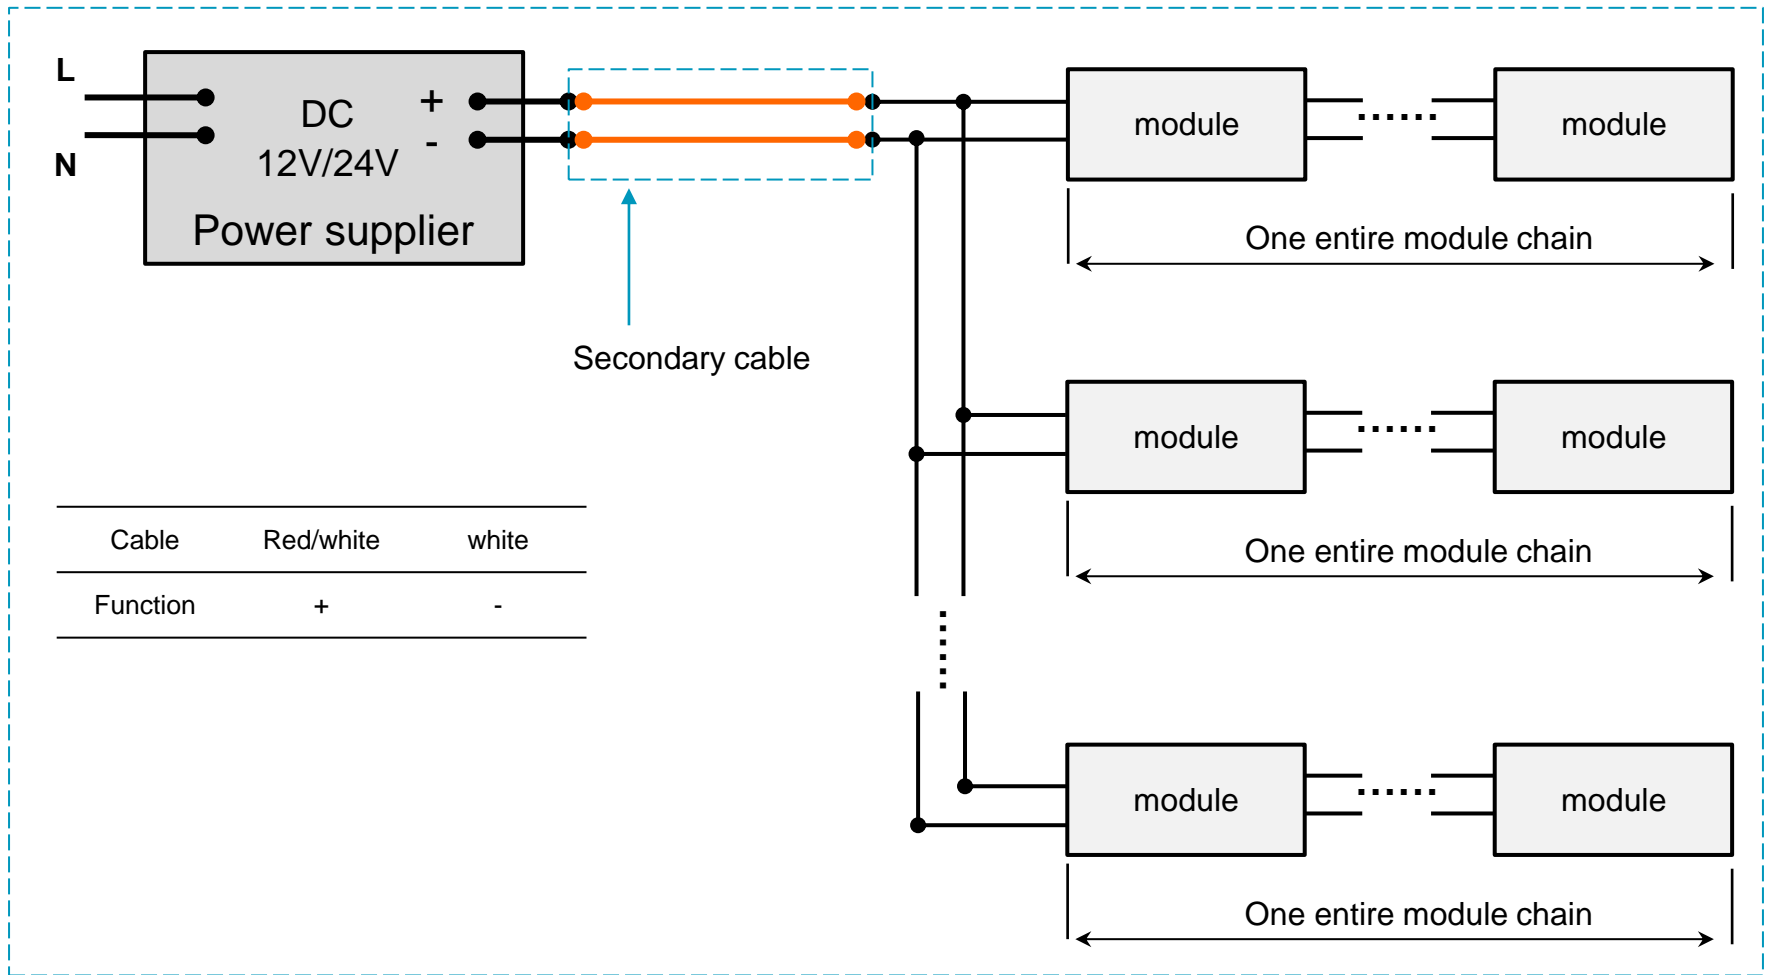 L
N
DC
12V/24V
+
-
Power supplier
Secondary cable
module
module
One entire module chain
module
module
One entire module chain
Cable Red/white white
Function + -
module
module
One entire module chain